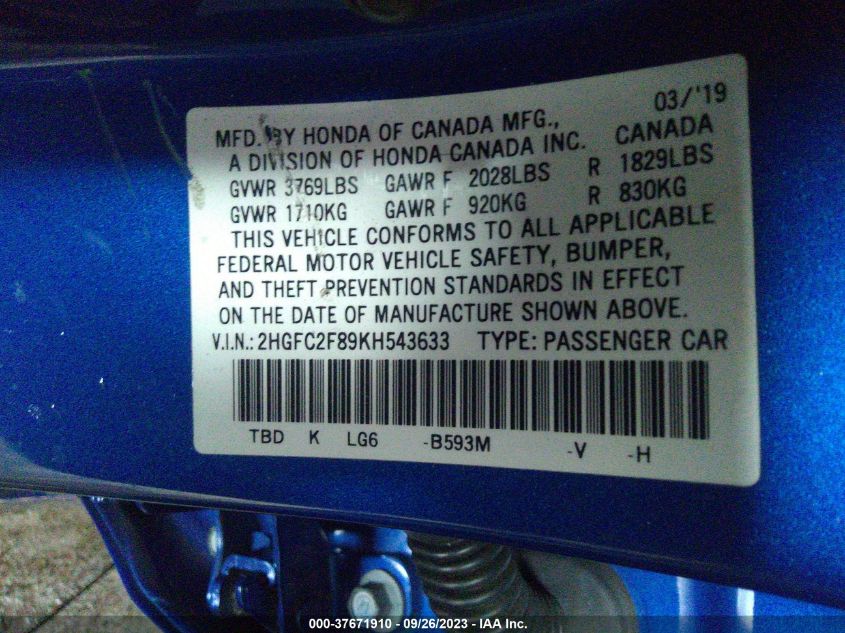 03/'19
MFD. BY HONDA OF CANADA MFG.,
A DIVISION OF HONDA CANADA INC. CANADA
GVWR 3769LBS GAWR F 2028LBS R 1829LBS
GVWR 1710KG GAWR F 920KG R 830KG
THIS VEHICLE CONFORMS TO ALL APPLICABLE
FEDERAL MOTOR VEHICLE SAFETY, BUMPER,
AND THEFT PREVENTION STANDARDS IN EFFECT
ON THE DATE OF MANUFACTURE SHOWN ABOVE.
V.I.N.: 2HGFC2F89KH543633 TYPE: PASSENGER CAR
TBD K LG6 -B593M -V -H
000-37671910 - 09/26/2023 - IAA Inc.